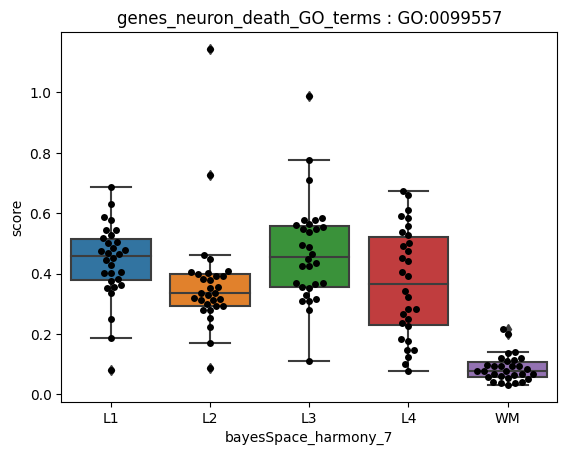 genes_neuron_death_GO_terms : GO:0099557
score
1.0
0.8
0.6
0.4
0.2
0.0
L1 L2 L3 L4 WM
bayesSpace_harmony_7